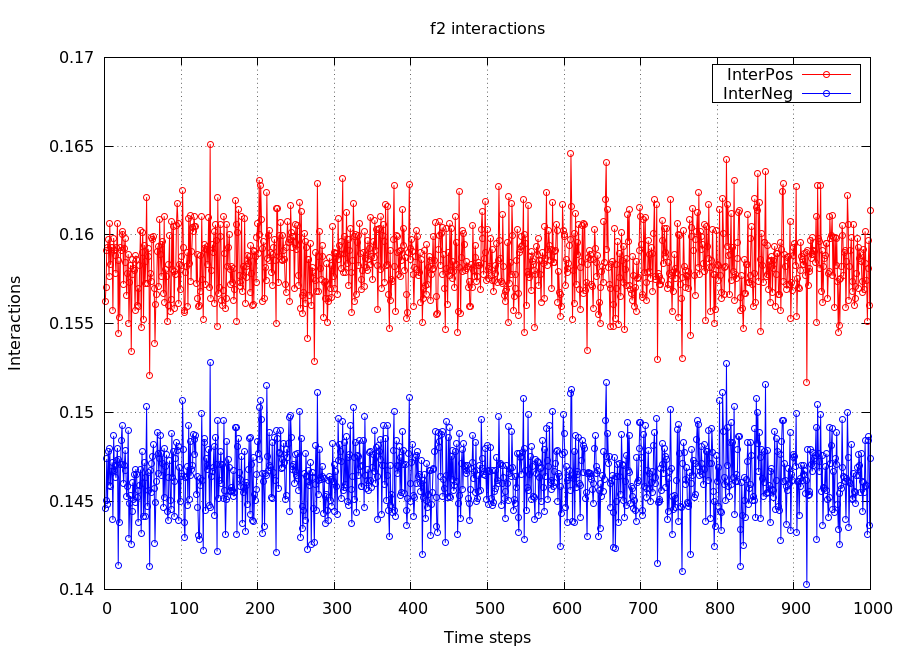 f2 interactions
0.17
0.165
0.16
0.155
0.15
0.145
0.14
Interactions
InterPos
InterNeg
0 100 200 300 400 500 600 700 800 900 1000
Time steps